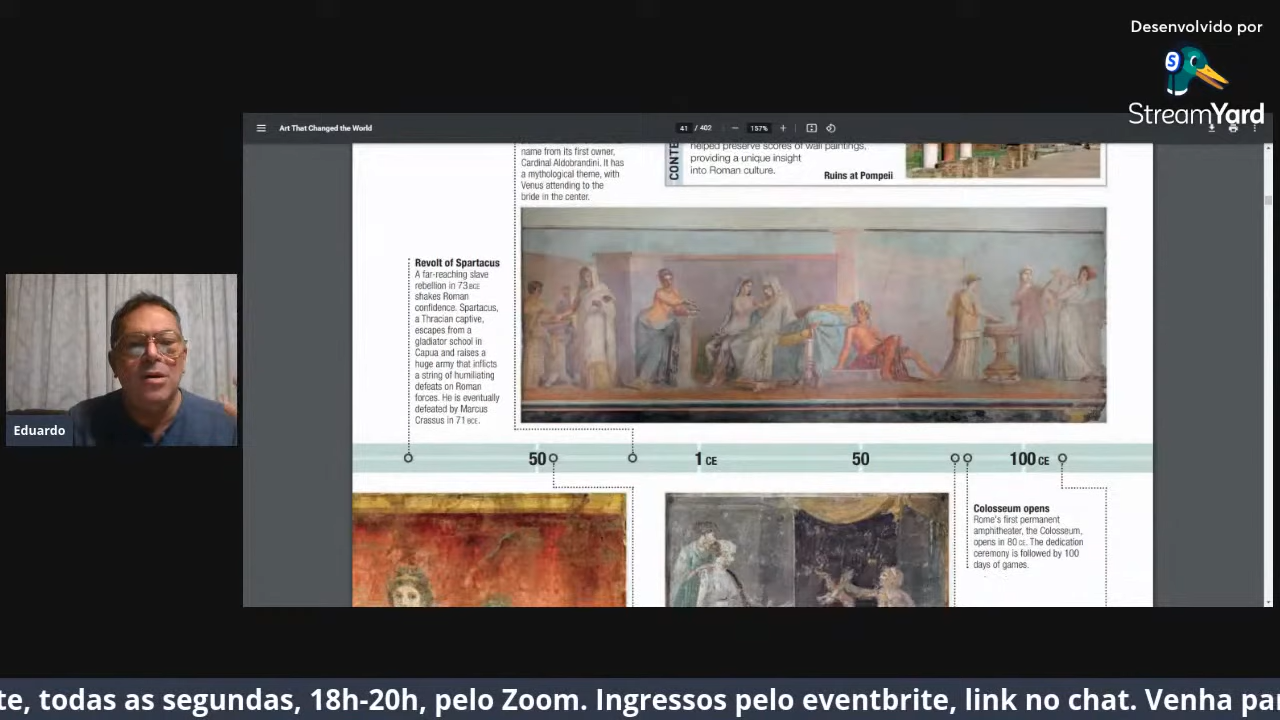 Desenvolvido por
StreamYard
Art That Changed the World
41 / 402
157%
name from its first owner,
Cardinal Aldobrandini. It has
a mythological theme, with
Venus attending to the
bride in the center.
CONTE
helped preserve scores of wall paintings,
providing a unique insight
into Roman culture.
Ruins at Pompeii
Revolt of Spartacus
A far-reaching slave
rebellion in 73 BCE
shakes Roman
confidence. Spartacus,
a Thracian captive,
escapes from a
gladiator school in
Capua and raises a
huge army that inflicts
a string of humiliating
defeats on Roman
forces. He is eventually
defeated by Marcus
Crassus in 71 BCE.
50
1 CE
50
100 CE
Colosseum opens
Rome's first permanent
amphitheater, the Colosseum,
opens in 80 CE. The dedication
ceremony is followed by 100
days of games.
Eduardo
te, todas as segundas, 18h-20h, pelo Zoom. Ingressos pelo eventbrite, link no chat. Venha pa